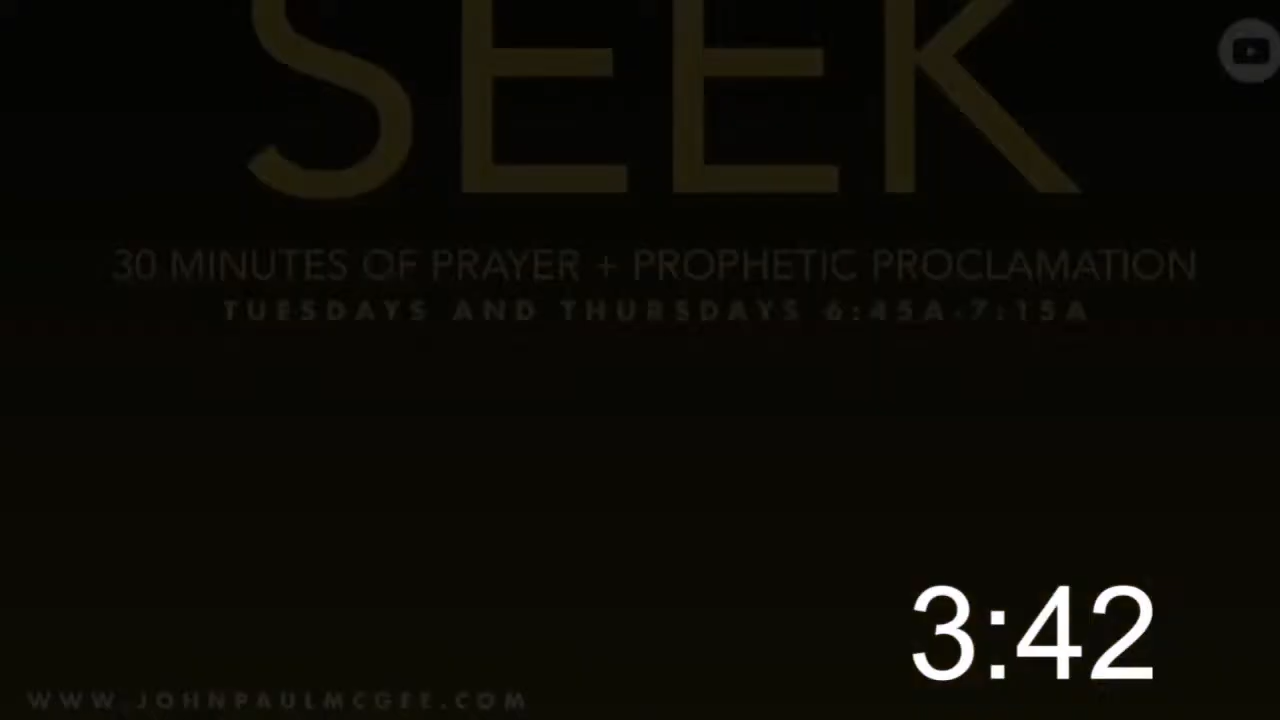 SEEK
30 MINUTES OF PRAYER + PROPHETIC PROCLAMATION
TUESDAYS AND THURSDAYS 6:45A-7:15A
3:42
WWW.JOHNPAULMCGEE.COM